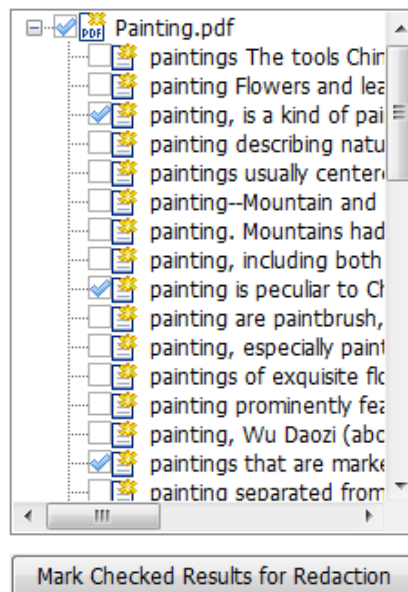 PDF Painting.pdf
paintings The tools Chin
painting Flowers and lea
painting, is a kind of pai
painting describing natu
paintings usually center
painting--Mountain and
painting. Mountains had
painting, including both
painting is peculiar to Ch
painting are paintbrush,
painting, especially paint
paintings of exquisite flo
painting prominently fea
painting, Wu Daozi (abo
paintings that are marke
painting separated from
Mark Checked Results for Redaction